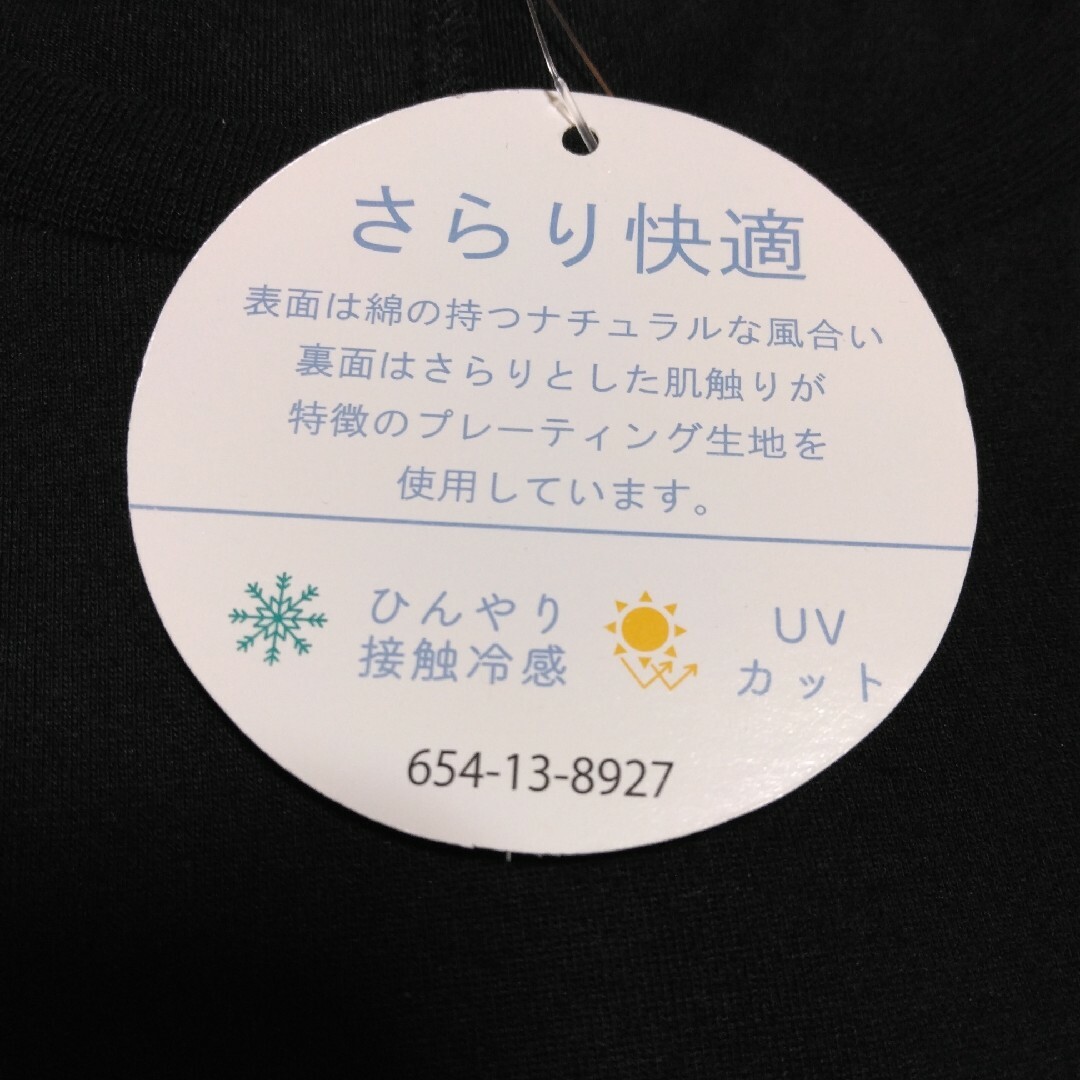 さらり快適
表面は綿の持つナチュラルな風合い
裏面はさらりとした肌触りが
特徴のプレーティング生地を
使用しています。
ひんやり
接触冷感
UV
カット
654-13-8927